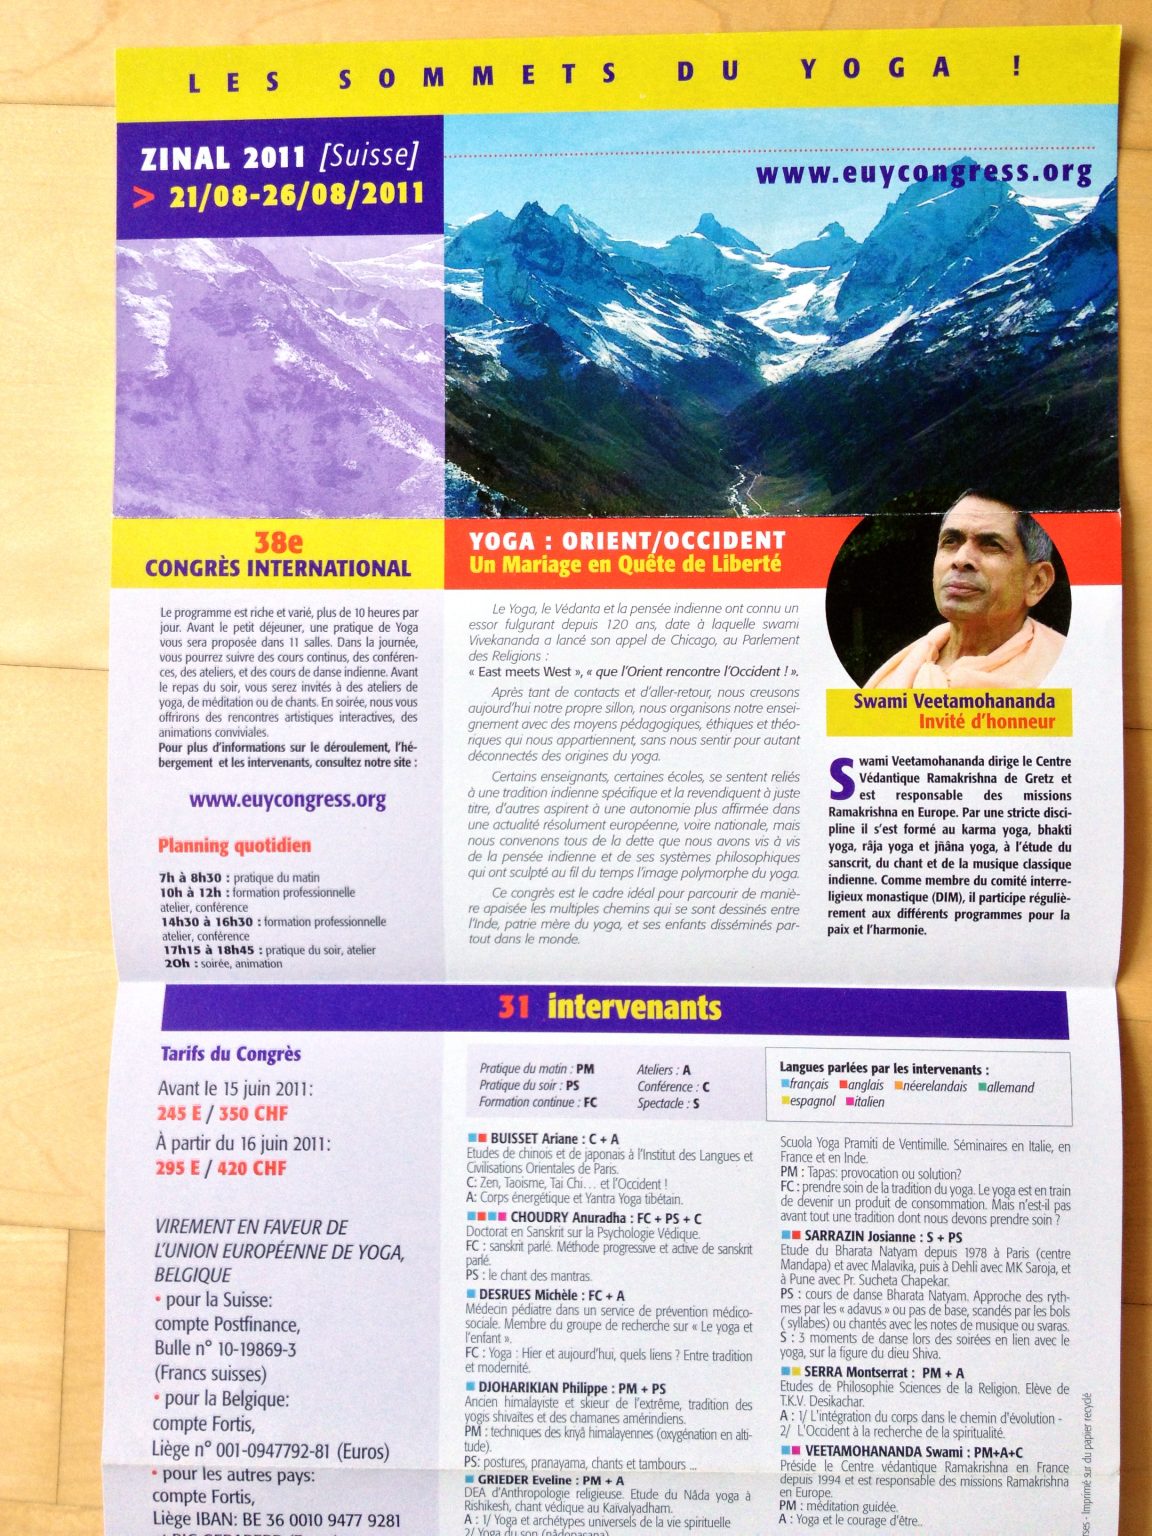 LES SOMMETS DU YOGA !
ZINAL 2011 [Suisse]
> 21/08-26/08/2011
www.euycongress.org
38e
CONGRÈS INTERNATIONAL
Le programme est riche et varié, plus de 10 heures par
jour. Avant le petit déjeuner, une pratique de Yoga
vous sera proposée dans 11 salles. Dans la journée,
vous pourrez suivre des cours continus, des conféren-
ces, des ateliers, et des cours de danse indienne. Avant
le repas du soir, vous serez invités à des ateliers de
yoga, de méditation ou de chants. En soirée, nous vous
offrirons des rencontres artistiques interactives, des
animations conviviales.
Pour plus d'informations sur le déroulement, l'hé-
bergement et les intervenants, consultez notre site :
www.euycongress.org
Planning quotidien
7h à 8h30 : pratique du matin
10h à 12h : formation professionnelle
atelier, conférence
14h30 à 16h30 : formation professionnelle
atelier, conférence
17h15 à 18h45 : pratique du soir, atelier
20h : soirée, animation
YOGA : ORIENT/OCCIDENT
Un Mariage en Quête de Liberté
Le Yoga, le Védanta et la pensée indienne ont connu un
essor fulgurant depuis 120 ans, date à laquelle swami
Vivekananda a lancé son appel de Chicago, au Parlement
des Religions :
« East meets West », « que l'Orient rencontre l'Occident ! ».
Après tant de contacts et d'aller-retour, nous creusons
aujourd'hui notre propre sillon, nous organisons notre ensei-
gnement avec des moyens pédagogiques, éthiques et théo-
riques qui nous appartiennent, sans nous sentir pour autant
déconnectés des origines du yoga.
Certains enseignants, certaines écoles, se sentent reliés
à une tradition indienne spécifique et la revendiquent à juste
titre, d'autres aspirent à une autonomie plus affirmée dans
une actualité résolument européenne, voire nationale, mais
nous convenons tous de la dette que nous avons vis à vis
de la pensée indienne et de ses systèmes philosophiques
qui ont sculpté au fil du temps l'image polymorphe du yoga.
Ce congrès est le cadre idéal pour parcourir de maniè-
re apaisée les multiples chemins qui se sont dessinés entre
l'Inde, patrie mère du yoga, et ses enfants disséminés par-
tout dans le monde.
Swami Veetamohananda
Invité d'honneur
Swami Veetamohananda dirige le Centre
Védantique Ramakrishna de Gretz et
est responsable des missions
Ramakrishna en Europe. Par une stricte disci-
pline il s'est formé au karma yoga, bhakti
yoga, râja yoga et jñâna yoga, à l'étude du
sanscrit, du chant et de la musique classique
indienne. Comme membre du comité interre-
ligieux monastique (DIM), il participe réguliè-
rement aux différents programmes pour la
paix et l'harmonie.
31 intervenants
Tarifs du Congrès
Avant le 15 juin 2011:
245 E / 350 CHF
À partir du 16 juin 2011:
295 E / 420 CHF
VIREMENT EN FAVEUR DE
L'UNION EUROPÉENNE DE YOGA,
BELGIQUE
• pour la Suisse:
compte Postfinance,
Bulle n° 10-19869-3
(Francs suisses)
• pour la Belgique:
compte Fortis,
Liège n° 001-0947792-81 (Euros)
• pour les autres pays:
compte Fortis,
Liège IBAN: BE 36 0010 9477 9281
Pratique du matin : PM
Pratique du soir : PS
Formation continue : FC
Ateliers : A
Conférence : C
Spectacle : S
Langues parlées par les intervenants :
français anglais néerelandais allemand
espagnol italien
BUISSET Ariane : C + A
Etudes de chinois et de japonais à l'Institut des Langues et
Civilisations Orientales de Paris.
C: Zen, Taoïsme, Tai Chi… et l'Occident !
A: Corps énergétique et Yantra Yoga tibétain.
CHOUDRY Anuradha : FC + PS + C
Doctorat en Sanskrit sur la Psychologie Védique.
FC : sanskrit parlé. Méthode progressive et active de sanskrit
parlé.
PS : le chant des mantras.
DESRUES Michèle : FC + A
Médecin pédiatre dans un service de prévention médico-
sociale. Membre du groupe de recherche sur « Le yoga et
l'enfant ».
FC : Yoga : Hier et aujourd'hui, quels liens ? Entre tradition
et modernité.
DJOHARIKIAN Philippe : PM + PS
Ancien himalayiste et skieur de l'extrême, tradition des
yogis shivaïtes et des chamanes amérindiens.
PM : techniques des kriyâ himalayennes (oxygénation en alti-
tude).
PS: postures, pranayama, chants et tambours ...
GRIEDER Eveline : PM + A
DEA d'Anthropologie religieuse. Etude du Nâda yoga à
Rishikesh, chant védique au Kaïvalyadham.
A : 1/ Yoga et archétypes universels de la vie spirituelle
2/ Yoga du son (nâdopasana)
Scuola Yoga Pramiti de Ventimille. Séminaires en Italie, en
France et en Inde.
PM : Tapas: provocation ou solution?
FC : prendre soin de la tradition du yoga. Le yoga est en train
de devenir un produit de consommation. Mais n'est-il pas
avant tout une tradition dont nous devons prendre soin ?
SARRAZIN Josianne : S + PS
Etude du Bharata Natyam depuis 1978 à Paris (centre
Mandapa) et avec Malavika, puis à Dehli avec MK Saroja, et
à Pune avec Pr. Sucheta Chapekar.
PS : cours de danse Bharata Natyam. Approche des ryth-
mes par les « adavus » ou pas de base, scandés par les bols
( syllabes) ou chantés avec les notes de musique ou svaras.
S : 3 moments de danse lors des soirées en lien avec le
yoga, sur la figure du dieu Shiva.
SERRA Montserrat : PM + A
Etudes de Philosophie Sciences de la Religion. Elève de
T.K.V. Desikachar.
A : 1/ L'intégration du corps dans le chemin d'évolution -
2/ L'Occident à la recherche de la spiritualité.
VEETAMOHANANDA Swami : PM+A+C
Préside le Centre védantique Ramakrishna en France
depuis 1994 et est responsable des missions Ramakrishna
en Europe.
PM : méditation guidée.
A : Yoga et le courage d'être..
- Imprimé sur du papier recyclé